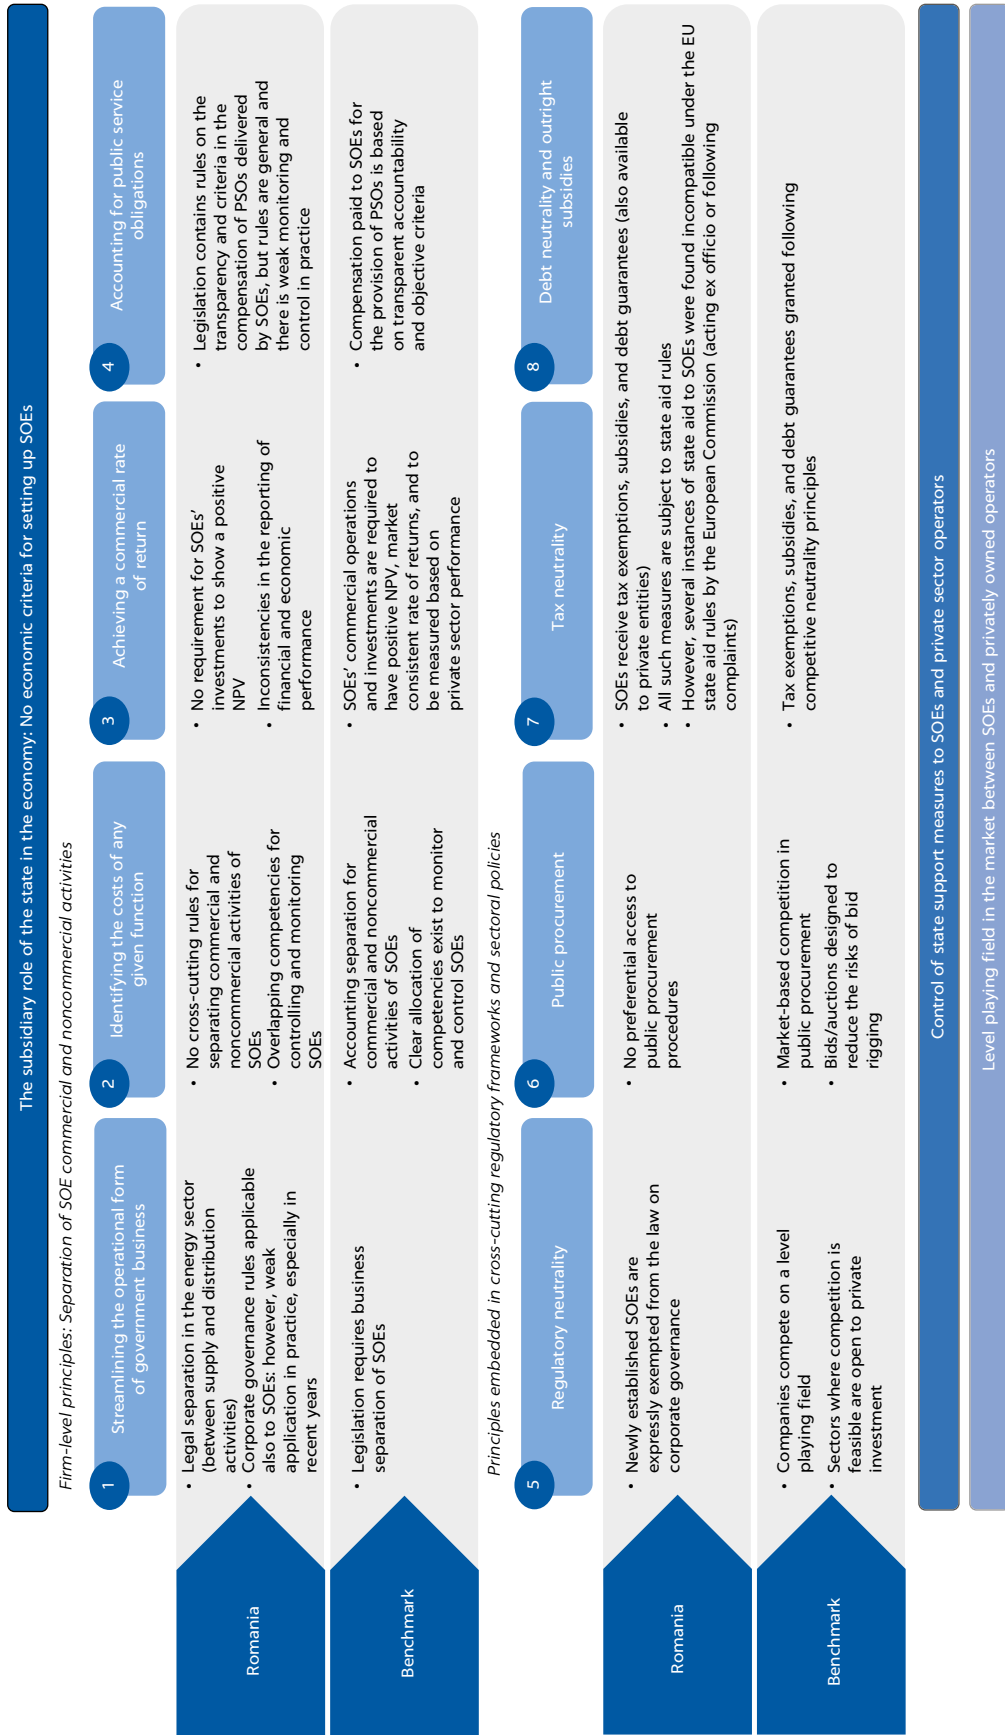 The subsidiary role of the state in the economy: No economic criteria for setting up SOEs
Firm-level principles: Separation of SOE commercial and noncommercial activities
1
Streamlining the operational form
of government business
2
Identifying the costs of any
given function
3
Achieving a commercial rate
of return
4
Accounting for public service
obligations
Romania
• Legal separation in the energy sector
(between supply and distribution
activities)
• Corporate governance rules applicable
also to SOEs: however, weak
application in practice, especially in
recent years
• No cross-cutting rules for
separating commercial and
noncommercial activities of
SOEs
• Overlapping competencies for
controlling and monitoring
SOEs
• No requirement for SOEs’
investments to show a positive
NPV
• Inconsistencies in the reporting of
financial and economic
performance
• Legislation contains rules on the
transparency and criteria in the
compensation of PSOs delivered
by SOEs, but rules are general and
there is weak monitoring and
control in practice
Benchmark
• Legislation requires business
separation of SOEs
• Accounting separation for
commercial and noncommercial
activities of SOEs
• Clear allocation of
competencies exist to monitor
and control SOEs
• SOEs’ commercial operations
and investments are required to
have positive NPV, market
consistent rate of returns, and to
be measured based on
private sector performance
• Compensation paid to SOEs for
the provision of PSOs is based
on transparent accountability
and objective criteria
Principles embedded in cross-cutting regulatory frameworks and sectoral policies
5
Regulatory neutrality
6
Public procurement
7
Tax neutrality
8
Debt neutrality and outright
subsidies
Romania
• Newly established SOEs are
expressly exempted from the law on
corporate governance
• No preferential access to
public procurement
procedures
• SOEs receive tax exemptions, subsidies, and debt guarantees (also available
to private entities)
• All such measures are subject to state aid rules
• However, several instances of state aid to SOEs were found incompatible under the EU
state aid rules by the European Commission (acting ex officio or following
complaints)
Benchmark
• Companies compete on a level
playing field
• Sectors where competition is
feasible are open to private
investment
• Market-based competition in
public procurement
• Bids/auctions designed to
reduce the risks of bid
rigging
• Tax exemptions, subsidies, and debt guarantees granted following
competitive neutrality principles
Control of state support measures to SOEs and private sector operators
Level playing field in the market between SOEs and privately owned operators